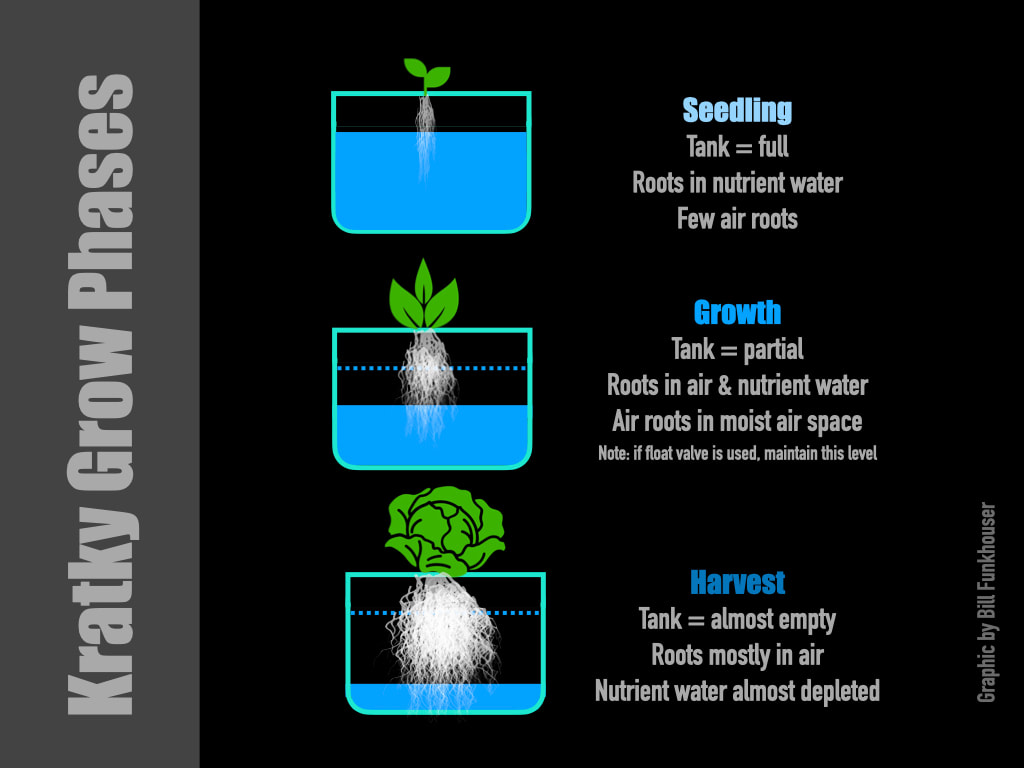 Kratky Grow Phases
Seedling
Tank = full
Roots in nutrient water
Few air roots
Growth
Tank = partial
Roots in air & nutrient water
Air roots in moist air space
Note: if float valve is used, maintain this level
Harvest
Tank = almost empty
Roots mostly in air
Nutrient water almost depleted
Graphic by Bill Funkhouser